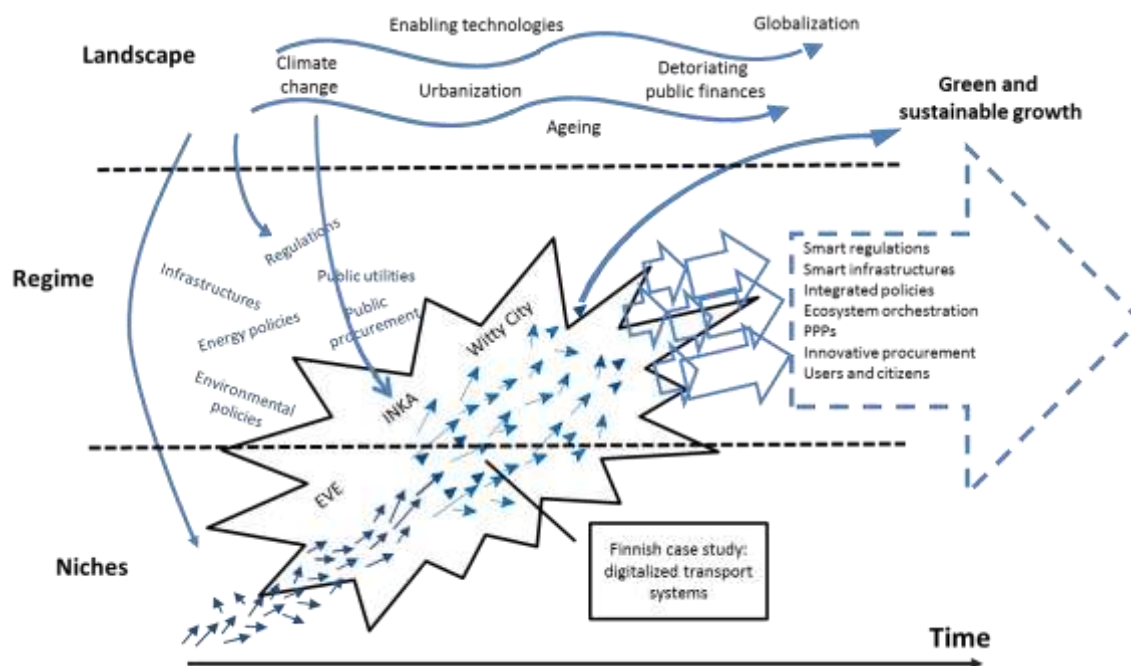 Enabling technologies
Globalization
Landscape
Climate
change
Urbanization
Detoriating
public finances
Ageing
Green and
sustainable growth
Regime
Regulations
Infrastructures
Public utilities
Energy policies
Public
procurement
Environmental
policies
Witty City
INKA
EVE
Smart regulations
Smart infrastructures
Integrated policies
Ecosystem orchestration
PPPs
Innovative procurement
Users and citizens
Niches
Finnish case study:
digitalized transport
systems
Time